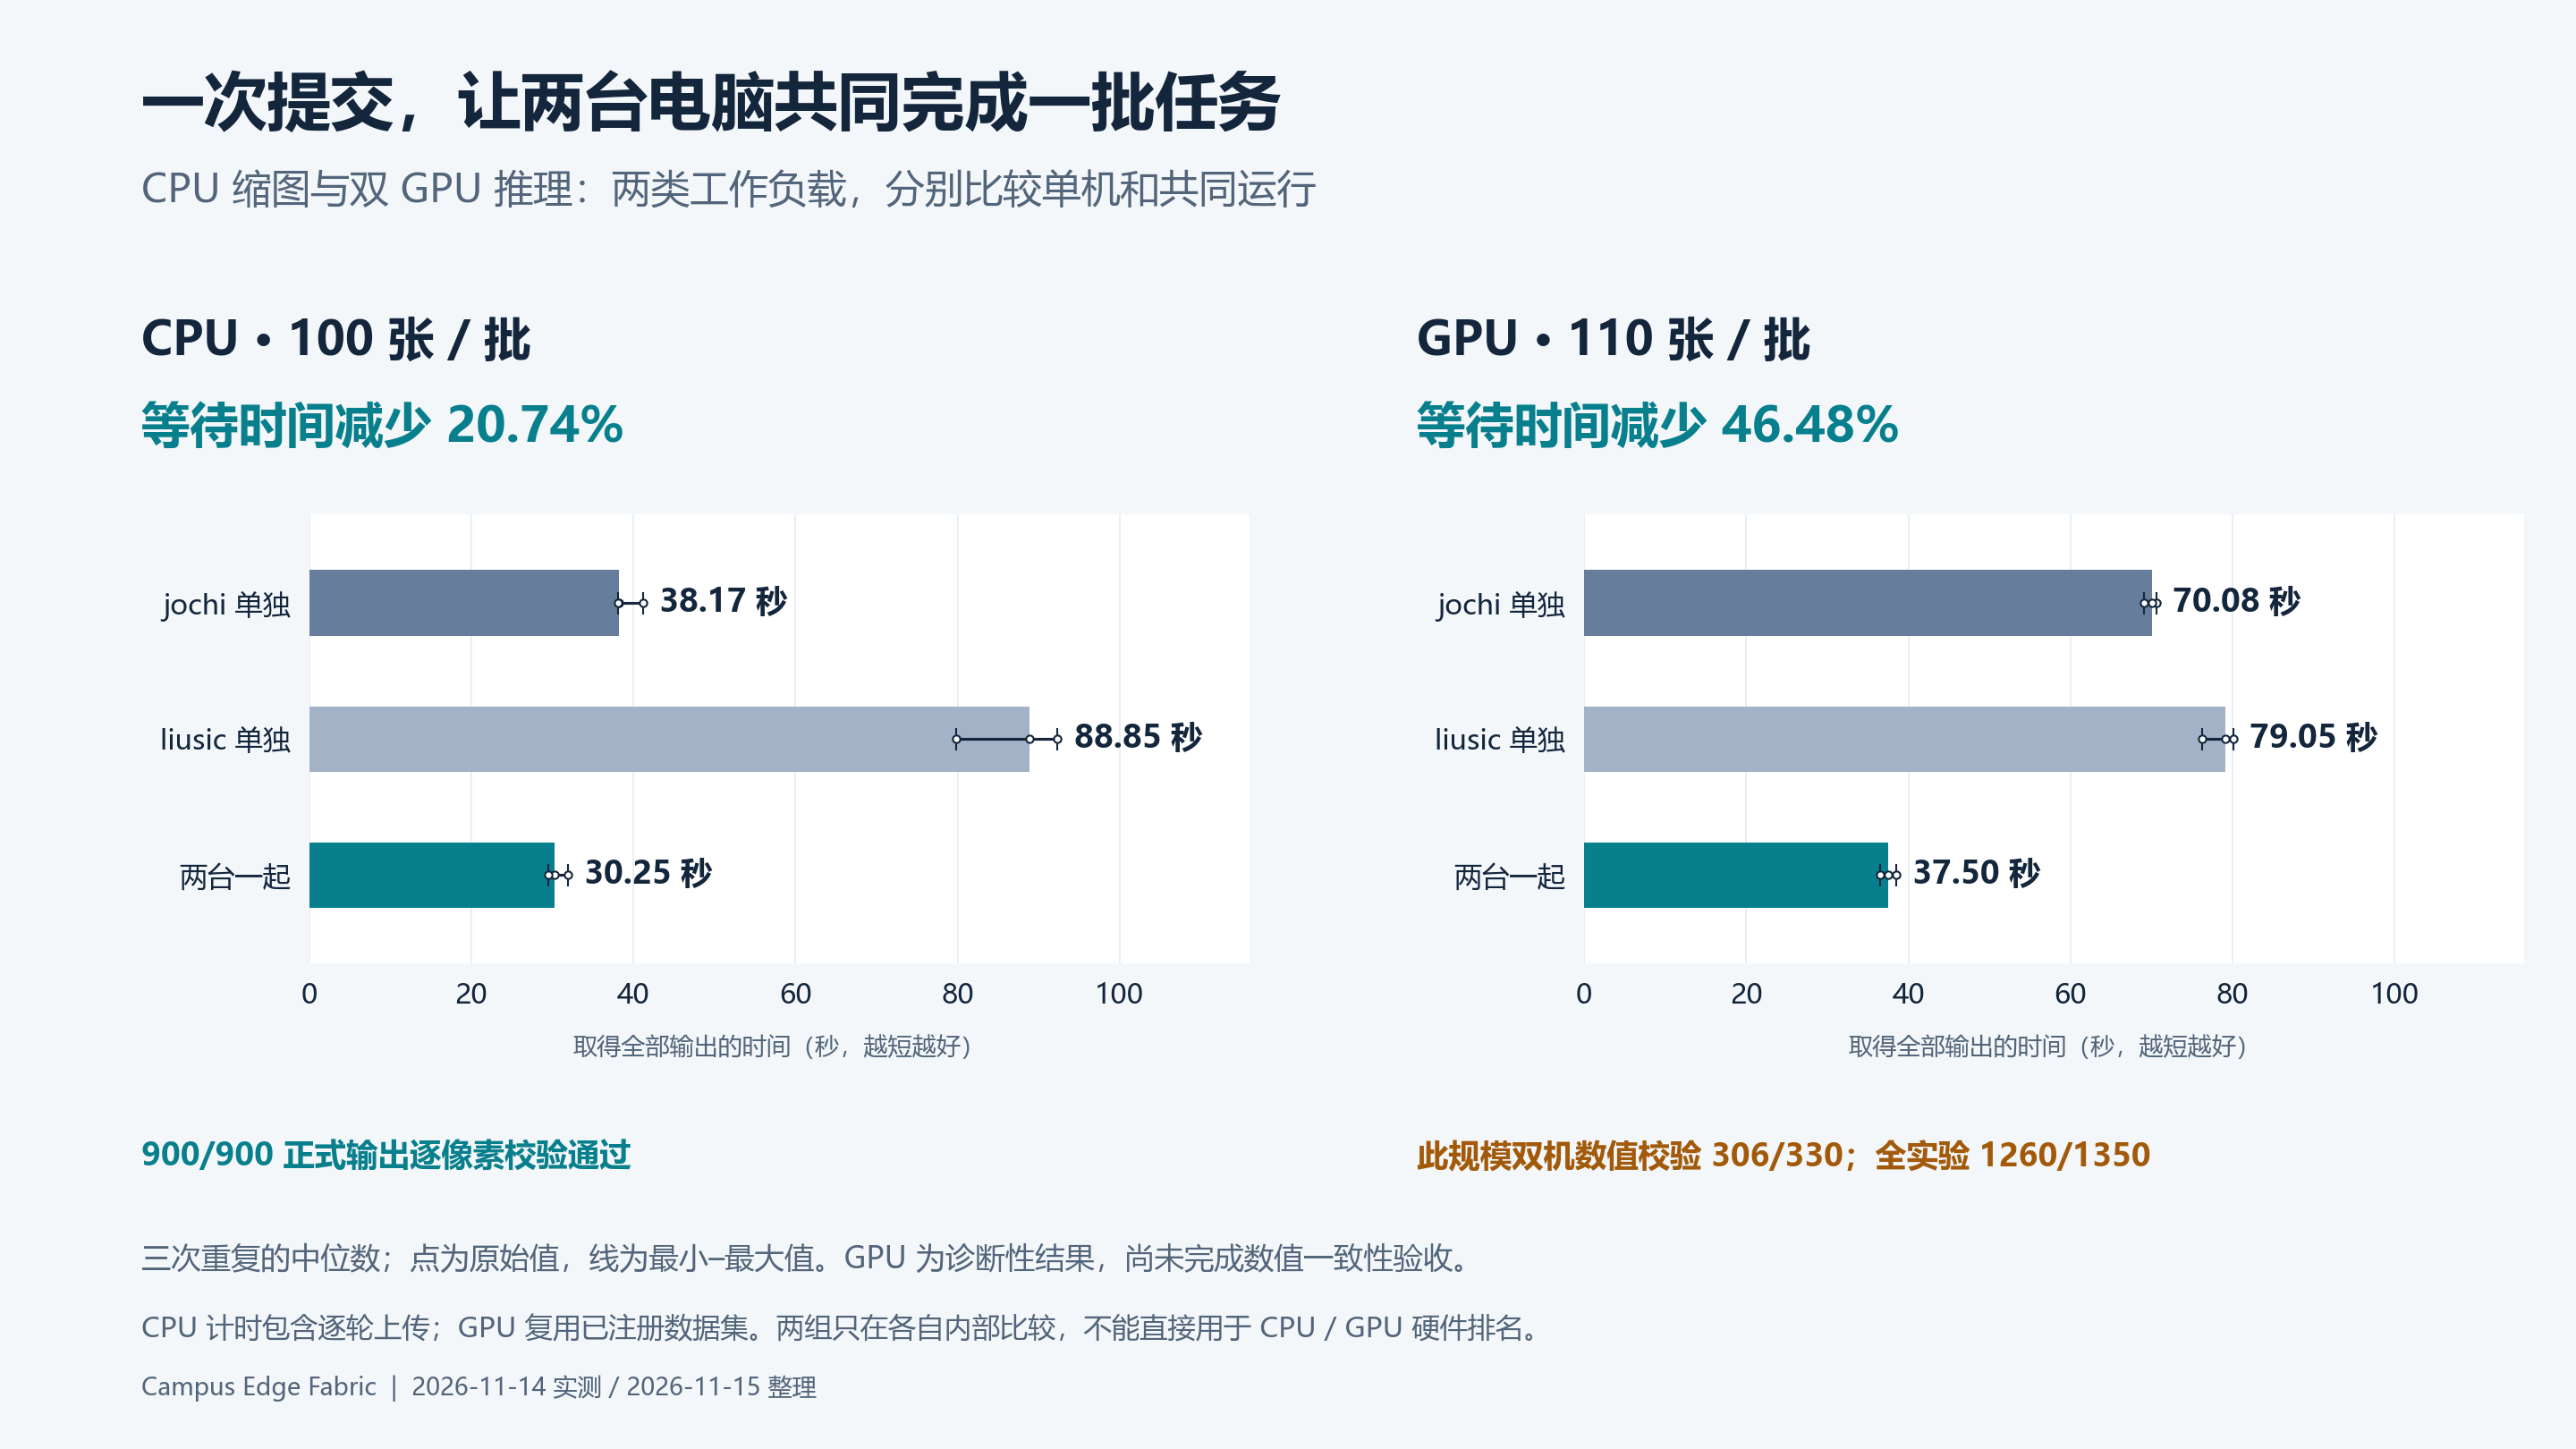 一次提交，让两台电脑共同完成一批任务
CPU 缩图与双 GPU 推理：两类工作负载，分别比较单机和共同运行
CPU · 100 张 / 批
等待时间减少 20.74%
jochi 单独
38.17 秒
liusic 单独
88.85 秒
两台一起
30.25 秒
0 20 40 60 80 100
取得全部输出的时间（秒，越短越好）
900/900 正式输出逐像素校验通过
GPU · 110 张 / 批
等待时间减少 46.48%
jochi 单独
70.08 秒
liusic 单独
79.05 秒
两台一起
37.50 秒
0 20 40 60 80 100
取得全部输出的时间（秒，越短越好）
此规模双机数值校验 306/330；全实验 1260/1350
三次重复的中位数；点为原始值，线为最小–最大值。GPU 为诊断性结果，尚未完成数值一致性验收。
CPU 计时包含逐轮上传；GPU 复用已注册数据集。两组只在各自内部比较，不能直接用于 CPU / GPU 硬件排名。
Campus Edge Fabric | 2026-11-14 实测 / 2026-11-15 整理